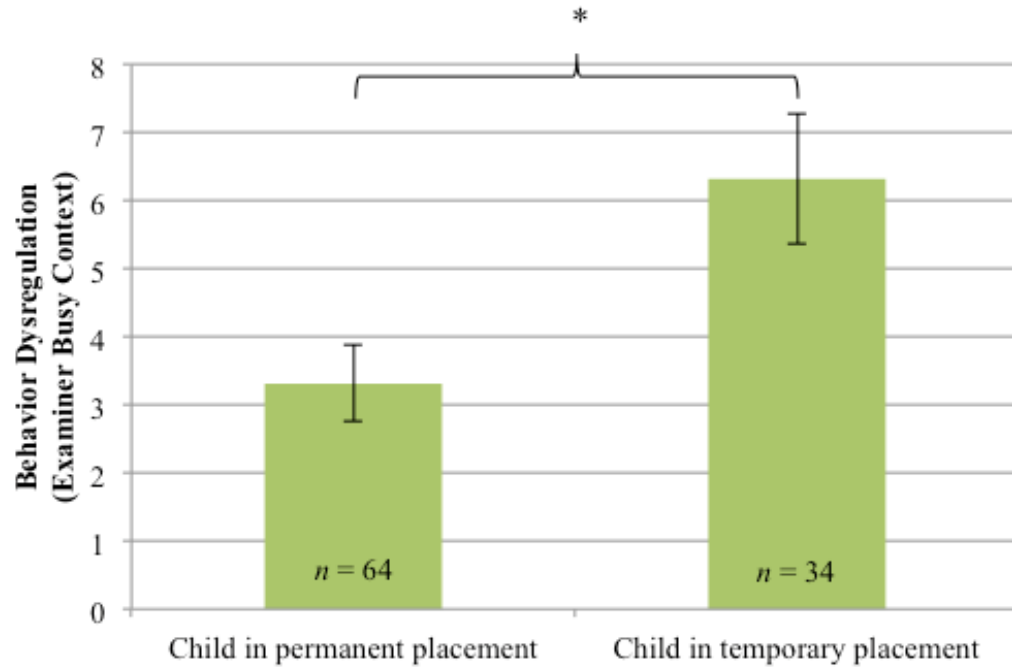 *
8
7
6
5
4
3
2
1
0
Behavior Dysregulation
(Examiner Busy Context)
n = 64
n = 34
Child in permanent placement
Child in temporary placement